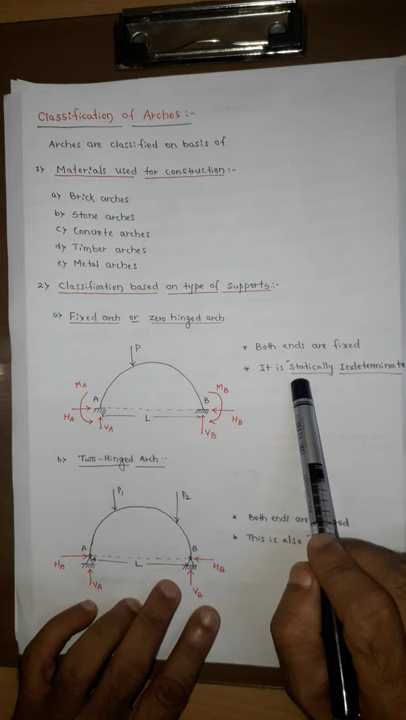 Classification of Arches:-
Arches are classified on basis of
1) Materials used for construction:-
a) Brick arches
b) Stone arches
c) Concrete arches
d) Timber arches
e) Metal arches.
2) Classification based on type of supports:-
a) Fixed arch or zero hinged arch
* Both ends are fixed
* It is "statically Indeterminate
P
MA
MB
A
B
HA
HB
VA
L
VB
b) Two-Hinged Arch:-
P1
P2
* Both ends are
* This is also "
A
B
HA
L
HB
VA
VB